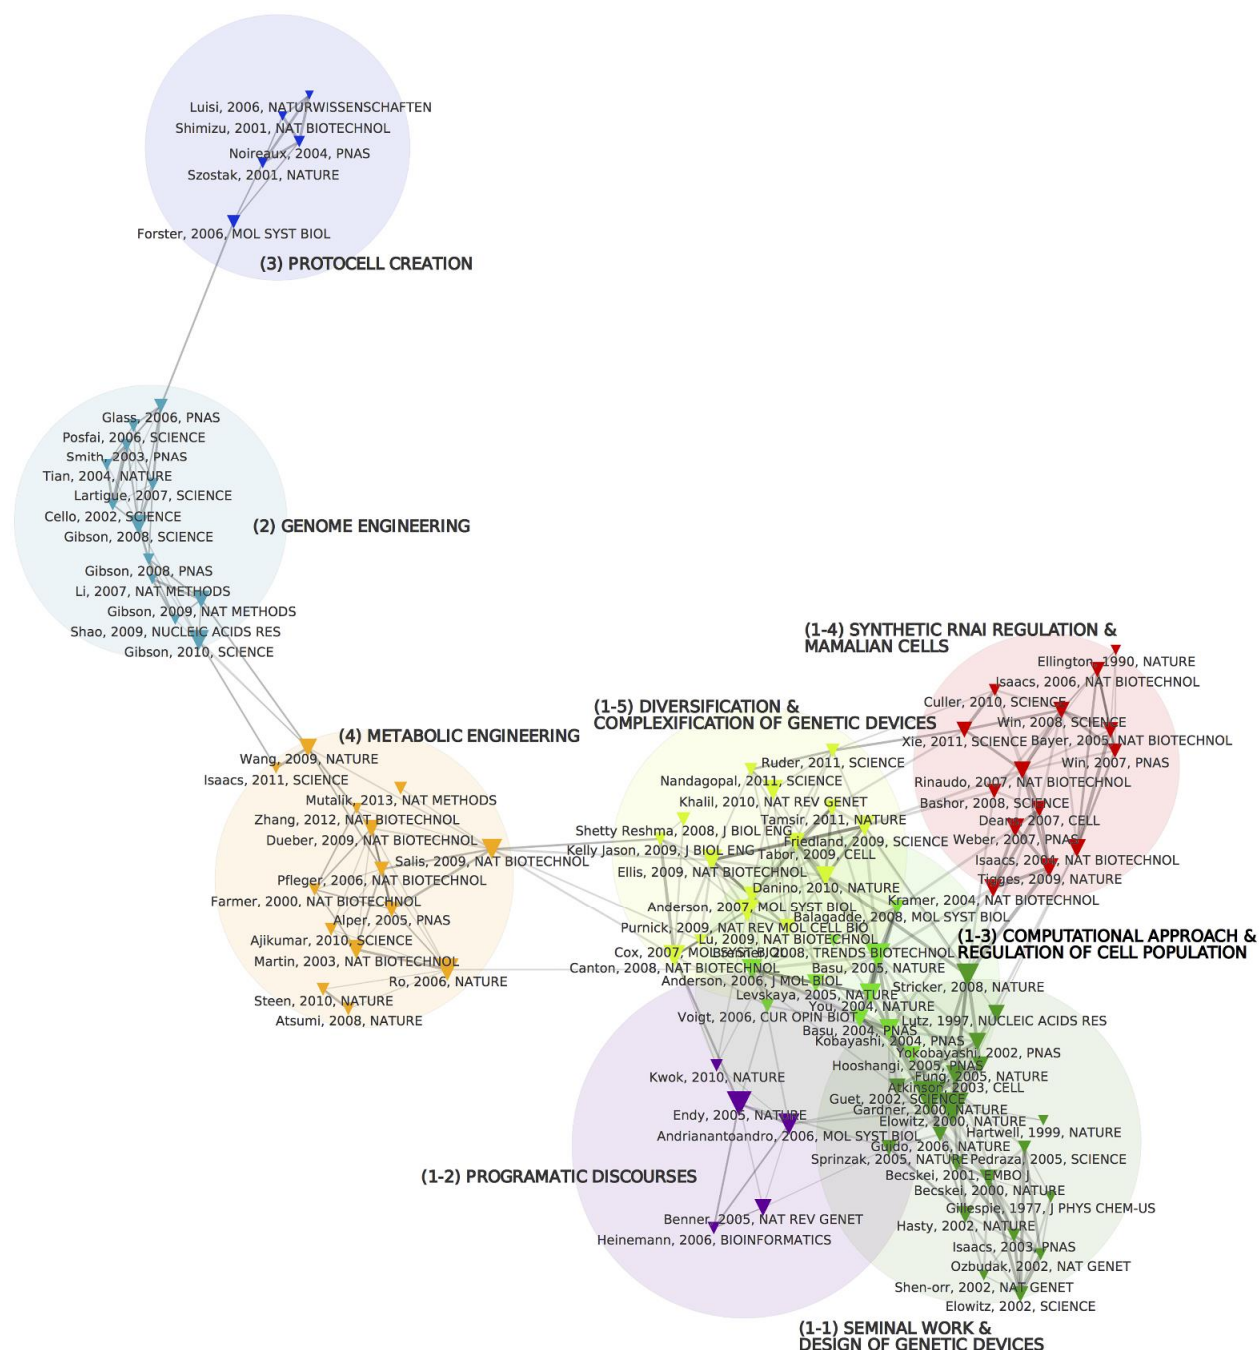 Luisi, 2006, NATURWISSENSCHAFTEN
Shimizu, 2001, NAT BIOTECHNOL
Noireaux, 2004, PNAS
Szostak, 2001, NATURE
Forster, 2006, MOL SYST BIOL
(3) PROTOCELL CREATION
Glass, 2006, PNAS
Posfai, 2006, SCIENCE
Smith, 2003, PNAS
Tian, 2004, NATURE
Lartigue, 2007, SCIENCE
Cello, 2002, SCIENCE
Gibson, 2008, SCIENCE
(2) GENOME ENGINEERING
Gibson, 2008, PNAS
Li, 2007, NAT METHODS
Gibson, 2009, NAT METHODS
Shao, 2009, NUCLEIC ACIDS RES
Gibson, 2010, SCIENCE
(4) METABOLIC ENGINEERING
Wang, 2009, NATURE
Isaacs, 2011, SCIENCE
Mutalik, 2013, NAT METHODS
Zhang, 2012, NAT BIOTECHNOL
Dueber, 2009, NAT BIOTECHNOL
Salis, 2009, NAT BIOTECHNOL
Pfleger, 2006, NAT BIOTECHNOL
Farmer, 2000, NAT BIOTECHNOL
Alper, 2005, PNAS
Ajikumar, 2010, SCIENCE
Martin, 2003, NAT BIOTECHNOL
Ro, 2006, NATURE
Steen, 2010, NATURE
Atsumi, 2008, NATURE
(1-4) SYNTHETIC RNAI REGULATION &
MAMALIAN CELLS
Ellington, 1990, NATURE
Isaacs, 2006, NAT BIOTECHNOL
Culler, 2010, SCIENCE
Win, 2008, SCIENCE
Xie, 2011, SCIENCE
Bayer, 2005, NAT BIOTECHNOL
Win, 2007, PNAS
Rinaudo, 2007, NAT BIOTECHNOL
Bashor, 2008, SCIENCE
Deans, 2007, CELL
Weber, 2007, PNAS
Isaacs, 2004, NAT BIOTECHNOL
Tigges, 2009, NATURE
Kramer, 2004, NAT BIOTECHNOL
(1-5) DIVERSIFICATION &
COMPLEXIFICATION OF GENETIC DEVICES
Ruder, 2011, SCIENCE
Nandagopal, 2011, SCIENCE
Khalil, 2010, NAT REV GENET
Tamsir, 2011, NATURE
Shetty Reshma, 2008, J BIOL ENG
Friedland, 2009, SCIENCE
Kelly Jason, 2009, J BIOL ENG
Tabor, 2009, CELL
Ellis, 2009, NAT BIOTECHNOL
Danino, 2010, NATURE
Anderson, 2007, MOL SYST BIOL
Balagadde, 2008, MOL SYST BIOL
Purnick, 2009, NAT REV MOL CELL BIO
Lu, 2009, NAT BIOTECHNOL
Cox, 2007, MOL SYST BIOL
Brenner, 2008, TRENDS BIOTECHNOL
Canton, 2008, NAT BIOTECHNOL
Basu, 2005, NATURE
(1-3) COMPUTATIONAL APPROACH &
REGULATION OF CELL POPULATION
Anderson, 2006, J MOL BIOL
Stricker, 2008, NATURE
Levskaya, 2005, NATURE
You, 2004, NATURE
Voigt, 2006, CUR OPIN BIOT
Lutz, 1997, NUCLEIC ACIDS RES
Basu, 2004, PNAS
Kobayashi, 2004, PNAS
Yokobayashi, 2002, PNAS
Hooshangi, 2005, PNAS
Fung, 2005, NATURE
Atkinson, 2003, CELL
Guet, 2002, SCIENCE
Gardner, 2000, NATURE
Elowitz, 2000, NATURE
Hartwell, 1999, NATURE
Guido, 2006, NATURE
Sprinzak, 2005, NATURE
Pedraza, 2005, SCIENCE
Becskei, 2001, EMBO J
Becskei, 2000, NATURE
Gillespie, 1977, J PHYS CHEM-US
Hasty, 2002, NATURE
Isaacs, 2003, PNAS
Ozbudak, 2002, NAT GENET
Shen-orr, 2002, NAT GENET
Elowitz, 2002, SCIENCE
Kwok, 2010, NATURE
Endy, 2005, NATURE
Andrianantoandro, 2006, MOL SYST BIOL
(1-2) PROGRAMATIC DISCOURSES
Benner, 2005, NAT REV GENET
Heinemann, 2006, BIOINFORMATICS
(1-1) SEMINAL WORK &
DESIGN OF GENETIC DEVICES